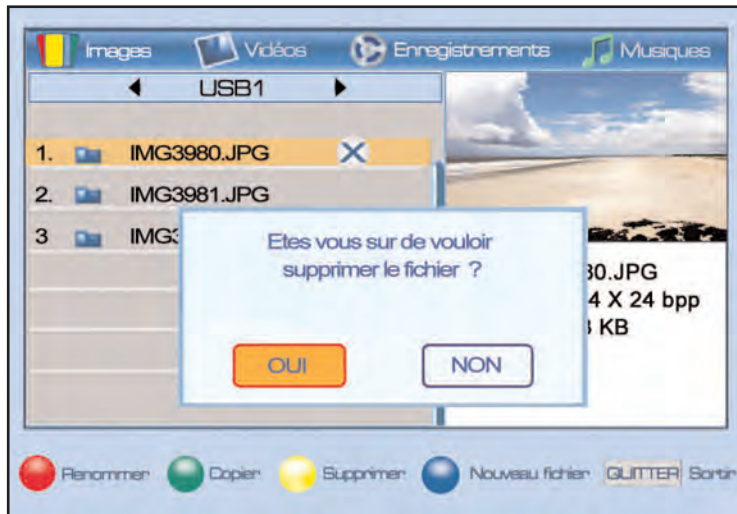 Images Vidéos Enregistrements Musiques
USB1
1. IMG3980.JPG
2. IMG3981.JPG
3 IMG3
Etes vous sur de vouloir
supprimer le fichier ?
OUI NON
30.JPG
4 X 24 bpp
KB
Renommer Copier Supprimer Nouveau fichier QUITTER Sortir